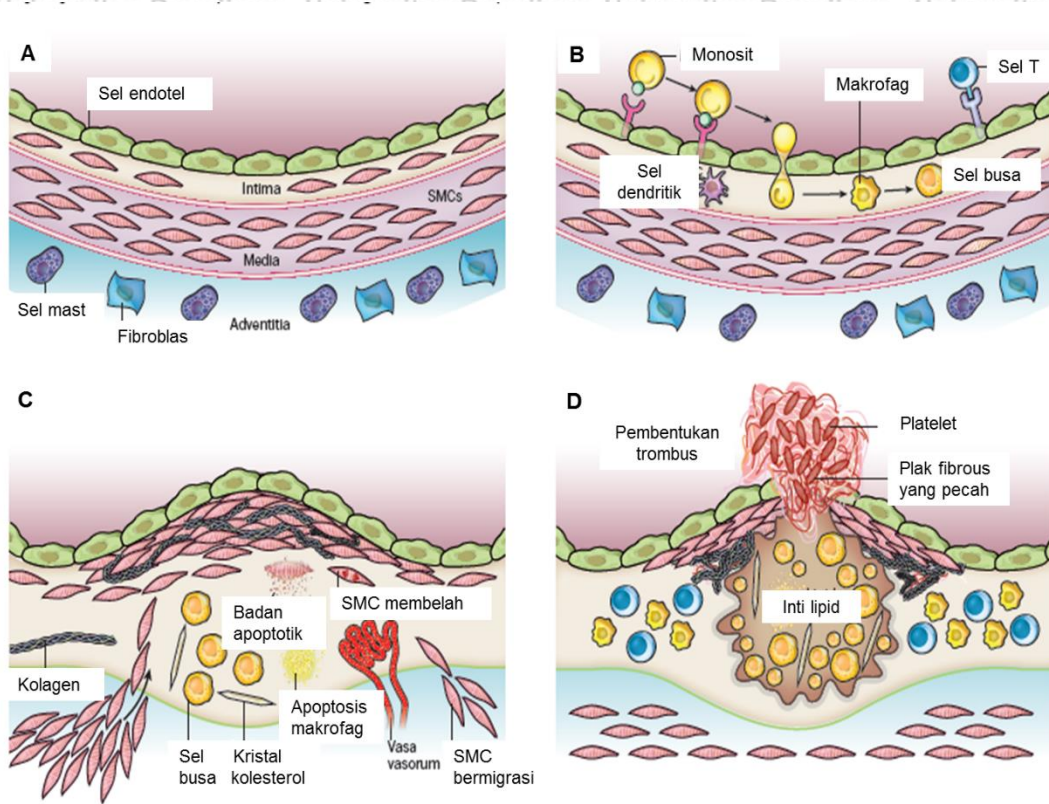 A
Sel endotel
Intima
SMCs
Media
Sel mast
Fibroblas
Adventitia
B
Monosit
Makrofag
Sel T
Sel
dendritik
Sel busa
C
Badan
apoptotik
SMC membelah
Kolagen
Sel
busa
Kristal
kolesterol
Apoptosis
makrofag
Vasa
vasorum
SMC
bermigrasi
D
Pembentukan
trombus
Platelet
Plak fibrous
yang pecah
Inti lipid